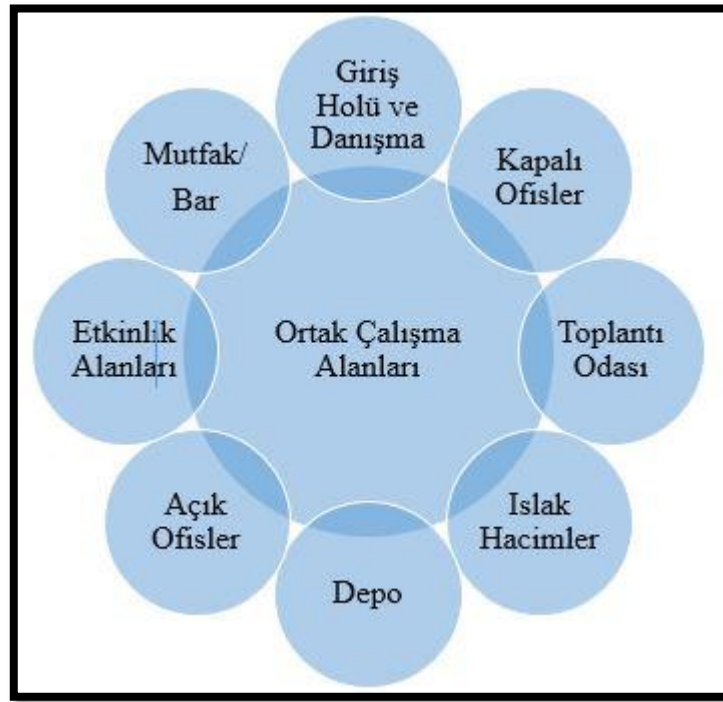 Giriş
Holü ve
Danışma
Kapalı
Ofisler
Toplantı
Odası
Islak
Hacimler
Depo
Açık
Ofisler
Etkinlik
Alanları
Mutfak/
Bar
Ortak Çalışma
Alanları